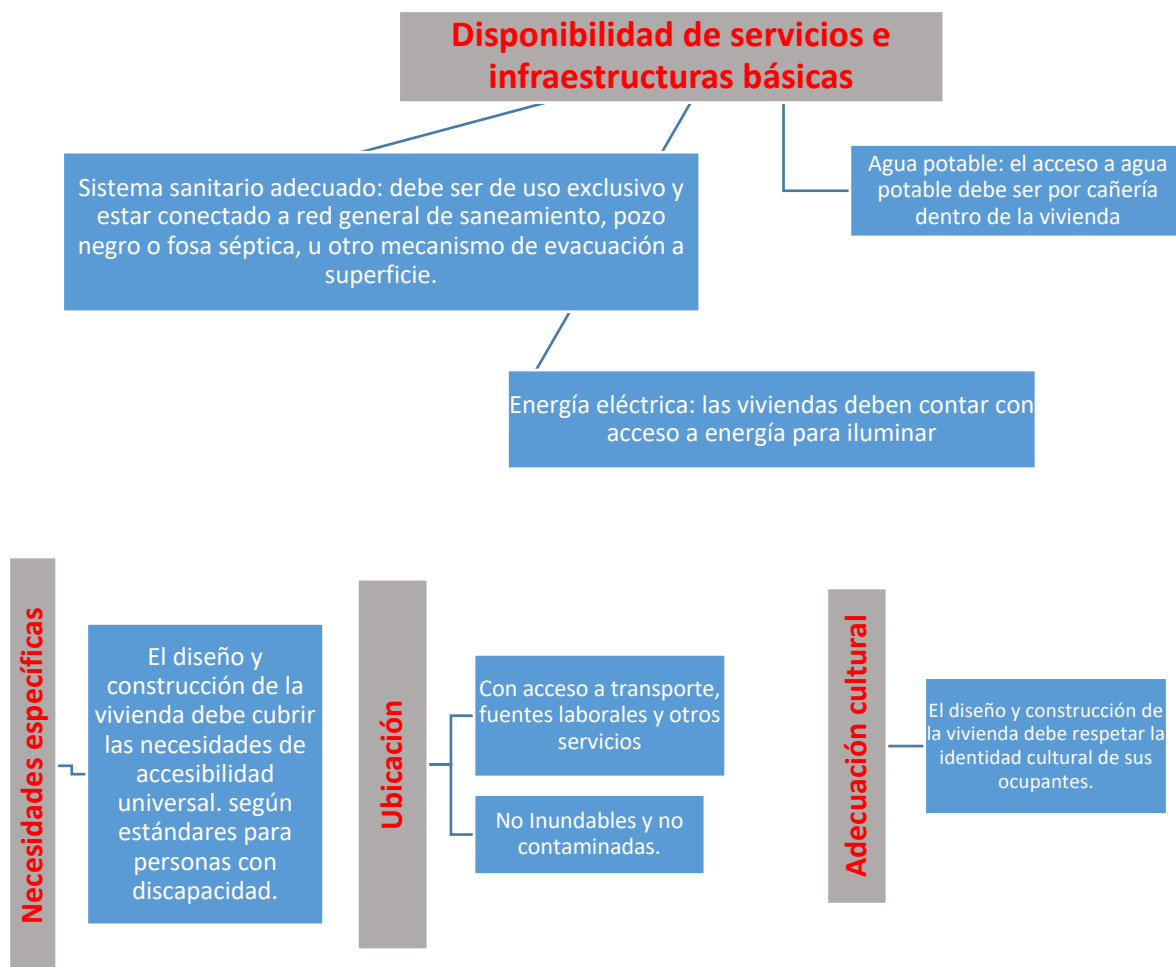 Disponibilidad de servicios e
infraestructuras básicas
Sistema sanitario adecuado: debe ser de uso exclusivo y
estar conectado a red general de saneamiento, pozo
negro o fosa séptica, u otro mecanismo de evacuación a
superficie.
Agua potable: el acceso a agua
potable debe ser por cañería
dentro de la vivienda
Energía eléctrica: las viviendas deben contar con
acceso a energía para iluminar
Necesidades específicas
El diseño y
construcción de la
vivienda debe cubrir
las necesidades de
accesibilidad
universal. según
estándares para
personas con
discapacidad.
Ubicación
Con acceso a transporte,
fuentes laborales y otros
servicios
No Inundables y no
contaminadas.
Adecuación cultural
El diseño y construcción de
la vivienda debe respetar la
identidad cultural de sus
ocupantes.